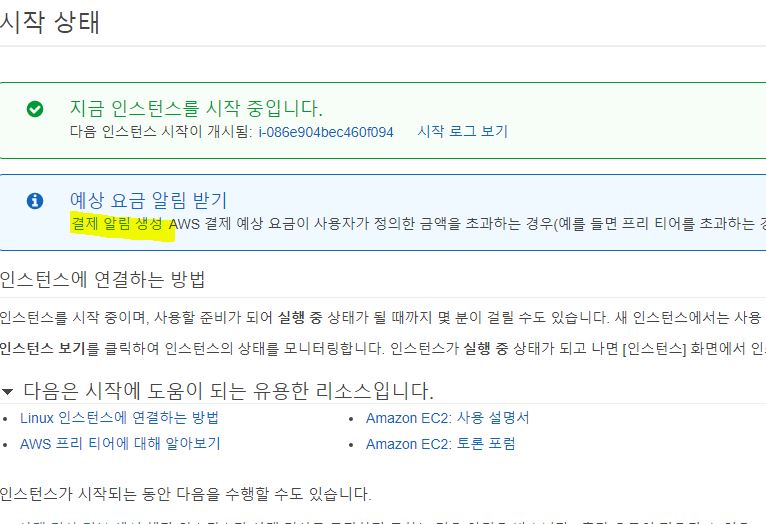 시작 상태
지금 인스턴스를 시작 중입니다.
다음 인스턴스 시작이 개시됨: i-086e904bec460f094 시작 로그 보기
예상 요금 알림 받기
결제 알림 생성 AWS 결제 예상 요금이 사용자가 정의한 금액을 초과하는 경우(예를 들면 프리 티어를 초과하는
인스턴스에 연결하는 방법
인스턴스를 시작 중이며, 사용할 준비가 되어 실행 중 상태가 될 때까지 몇 분이 걸릴 수도 있습니다. 새 인스턴스에서는 사용
인스턴스 보기를 클릭하여 인스턴스의 상태를 모니터링합니다. 인스턴스가 실행 중 상태가 되고 나면 [인스턴스] 화면에서
다음은 시작에 도움이 되는 유용한 리소스입니다.
• Linux 인스턴스에 연결하는 방법
• Amazon EC2: 사용 설명서
• AWS 프리 티어에 대해 알아보기
• Amazon EC2: 토론 포럼
인스턴스가 시작되는 동안 다음을 수행할 수도 있습니다.